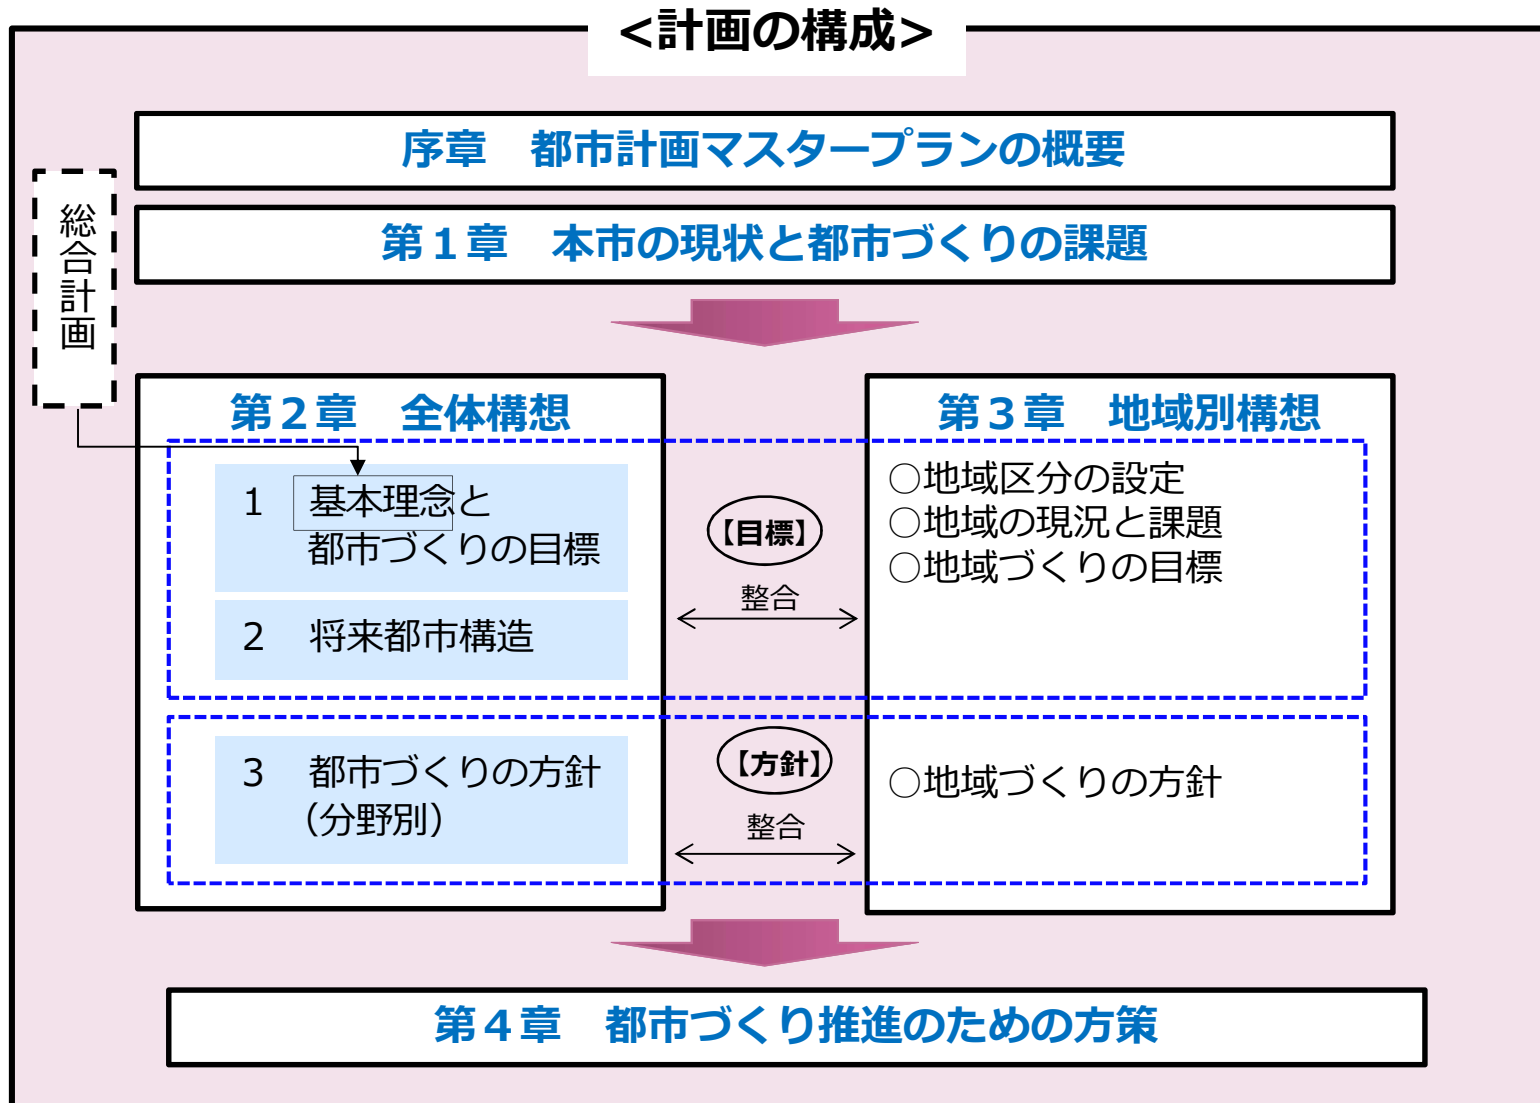 <計画の構成>
序章　都市計画マスタープランの概要
総合計画
第１章　本市の現状と都市づくりの課題
第２章　全体構想
1　基本理念と
都市づくりの目標
2　将来都市構造
3　都市づくりの方針
（分野別）
【目標】
整合
【方針】
整合
第３章　地域別構想
○地域区分の設定
○地域の現況と課題
○地域づくりの目標
○地域づくりの方針
第４章　都市づくり推進のための方策